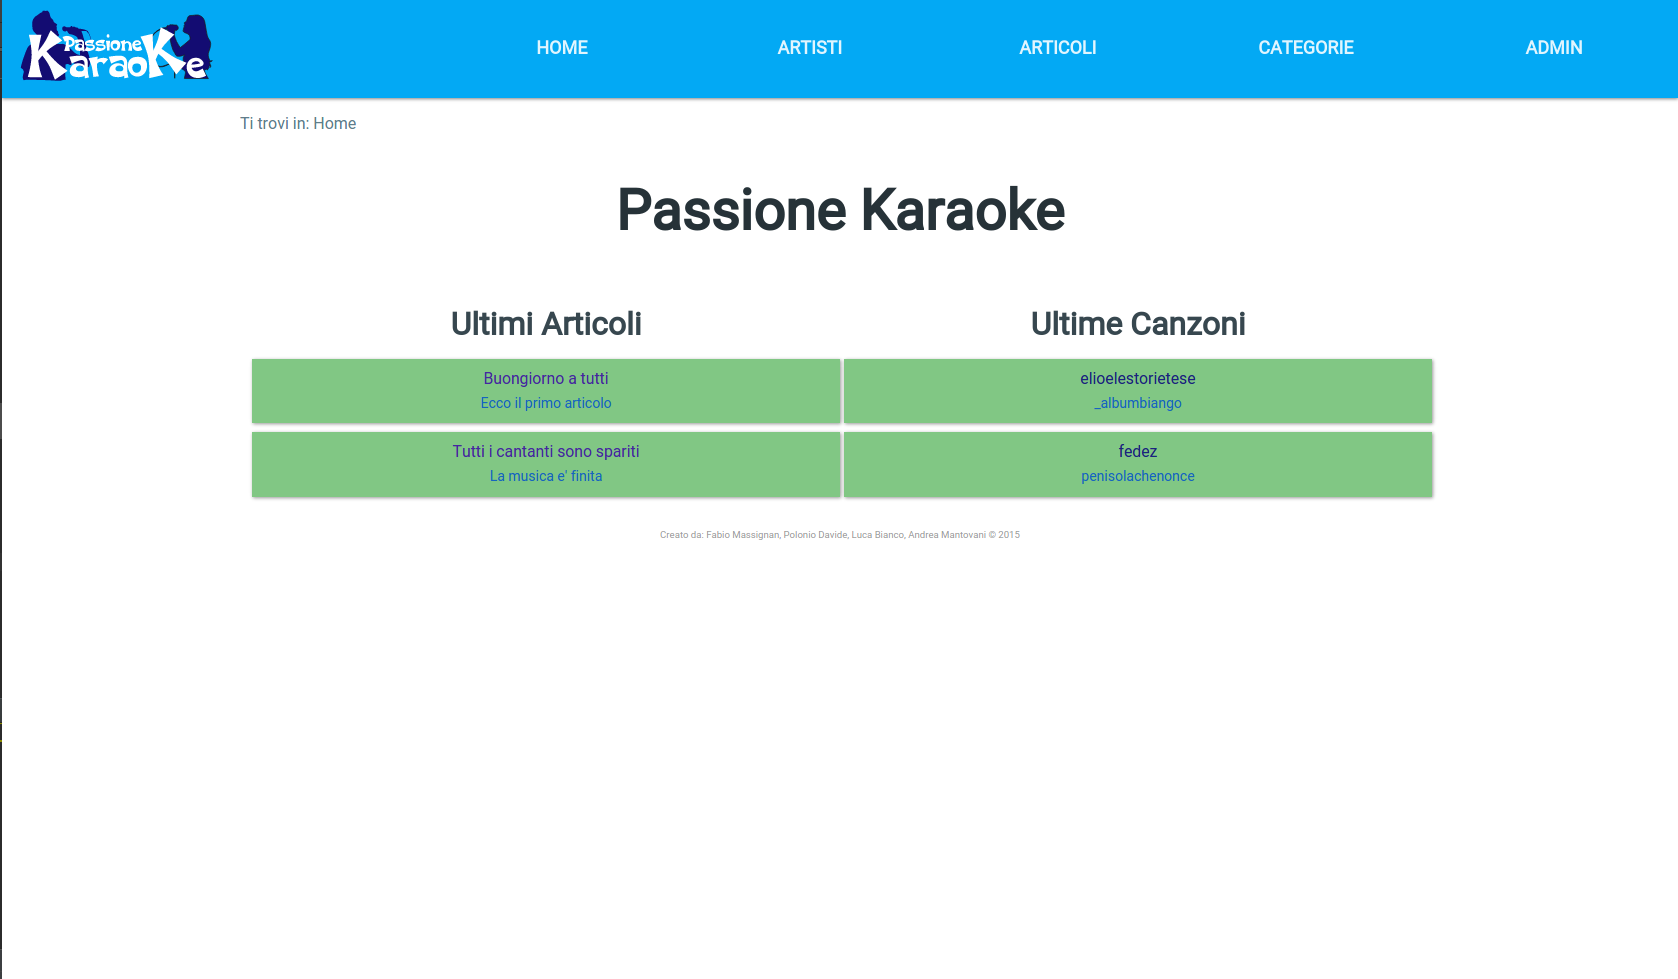 Passione
KaraoKe
HOME
ARTISTI
ARTICOLI
CATEGORIE
ADMIN
Ti trovi in: Home
Passione Karaoke
Ultimi Articoli
Buongiorno a tutti
Ecco il primo articolo
Tutti i cantanti sono spariti
La musica e' finita
Ultime Canzoni
elioelestorietese
_albumbiango
fedez
penisolachenonce
Creato da: Fabio Massignan, Polonio Davide, Luca Bianco, Andrea Mantovani © 2015